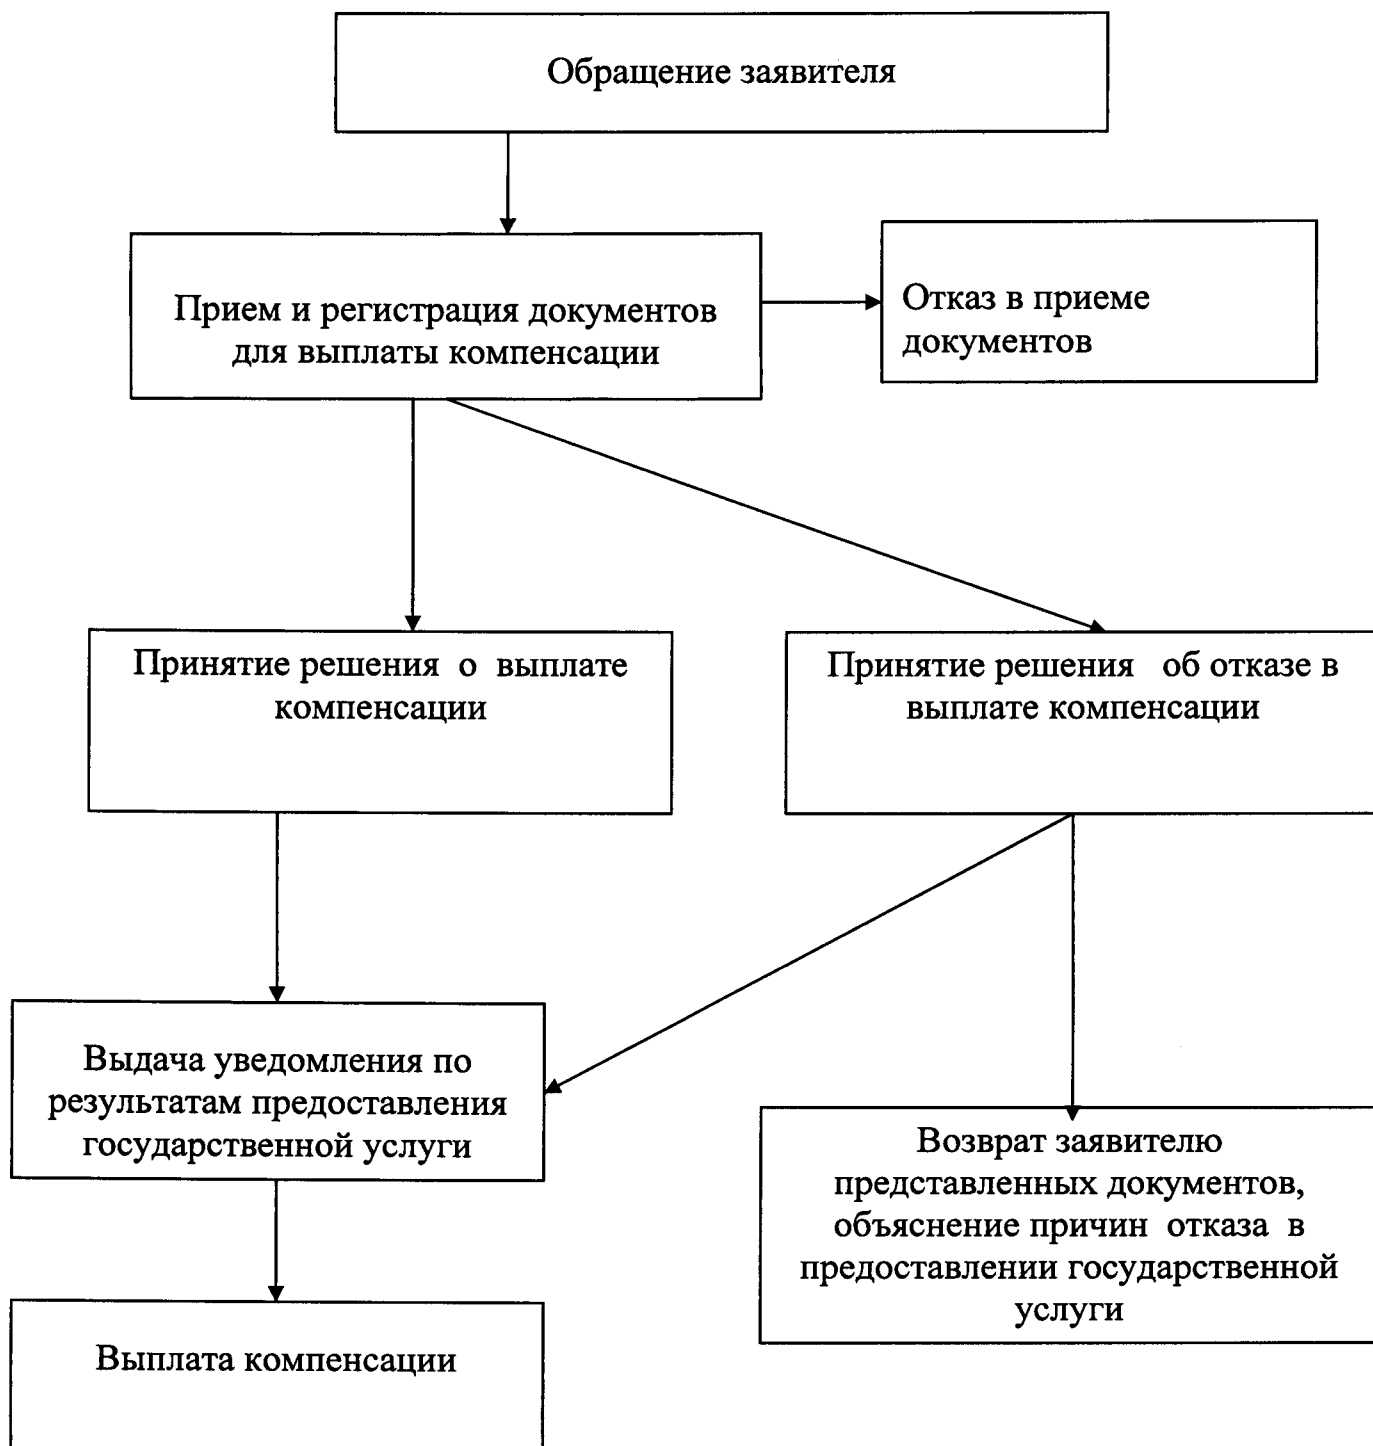 Обращение заявителя
Прием и регистрация документов
для выплаты компенсации
Отказ в приеме
документов
Принятие решения о выплате
компенсации
Принятие решения об отказе в
выплате компенсации
Выдача уведомления по
результатам предоставления
государственной услуги
Возврат заявителю
представленных документов,
объяснение причин отказа в
предоставлении государственной
услуги
Выплата компенсации